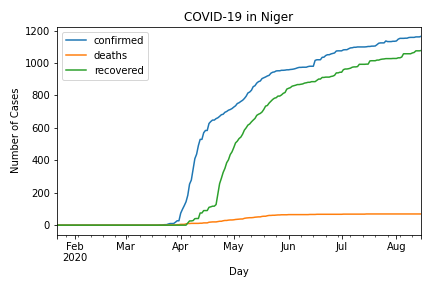 COVID-19 in Niger
confirmed
deaths
recovered
Number of Cases
1200
1000
800
600
400
200
0
Feb Mar Apr May Jun Jul Aug
2020
Day